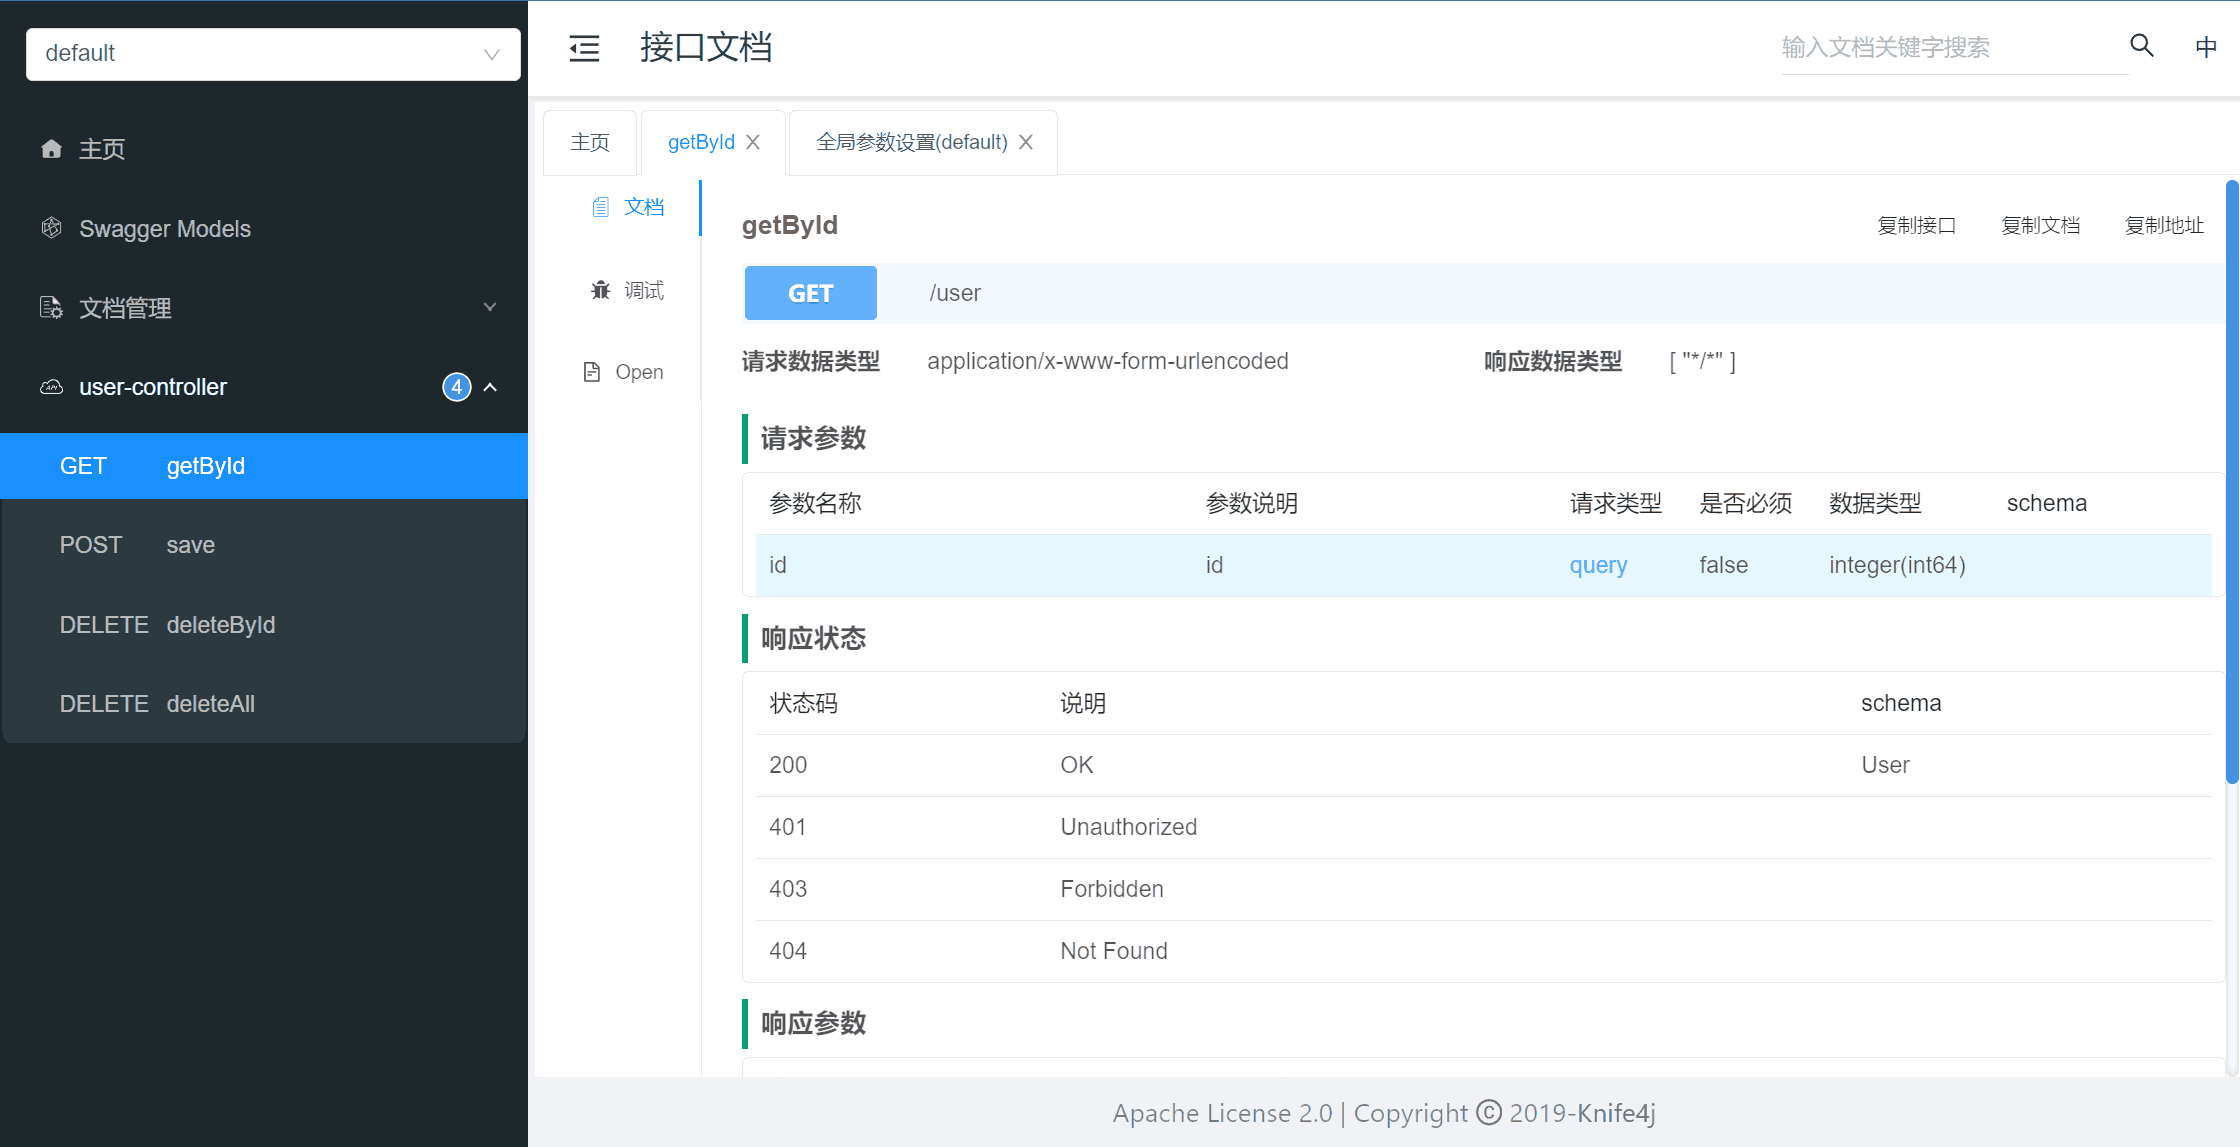 default
主页
Swagger Models
文档管理
user-controller 4
GET getById
POST save
DELETE deleteById
DELETE deleteAll
接口文档
输入文档关键字搜索
中
主页 getById 全局参数设置(default)
文档
调试
Open
getById
复制接口 复制文档 复制地址
GET /user
请求数据类型 application/x-www-form-urlencoded 响应数据类型 [ "*/*" ]
请求参数
参数名称 参数说明 请求类型 是否必须 数据类型 schema
id id query false integer(int64)
响应状态
状态码 说明 schema
200 OK User
401 Unauthorized
403 Forbidden
404 Not Found
响应参数
Apache License 2.0 | Copyright © 2019-Knife4j